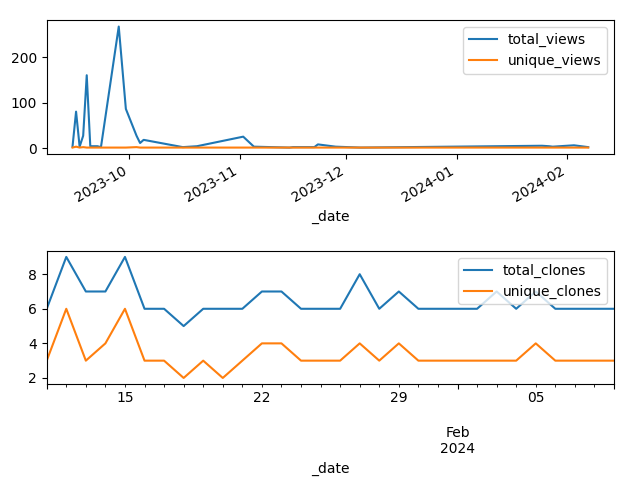 total_views
unique_views
200
100
0
2023-10
2023-11
2023-12
2024-01
2024-02
_date
total_clones
unique_clones
8
6
4
2
15
22
29
05
Feb
2024
_date